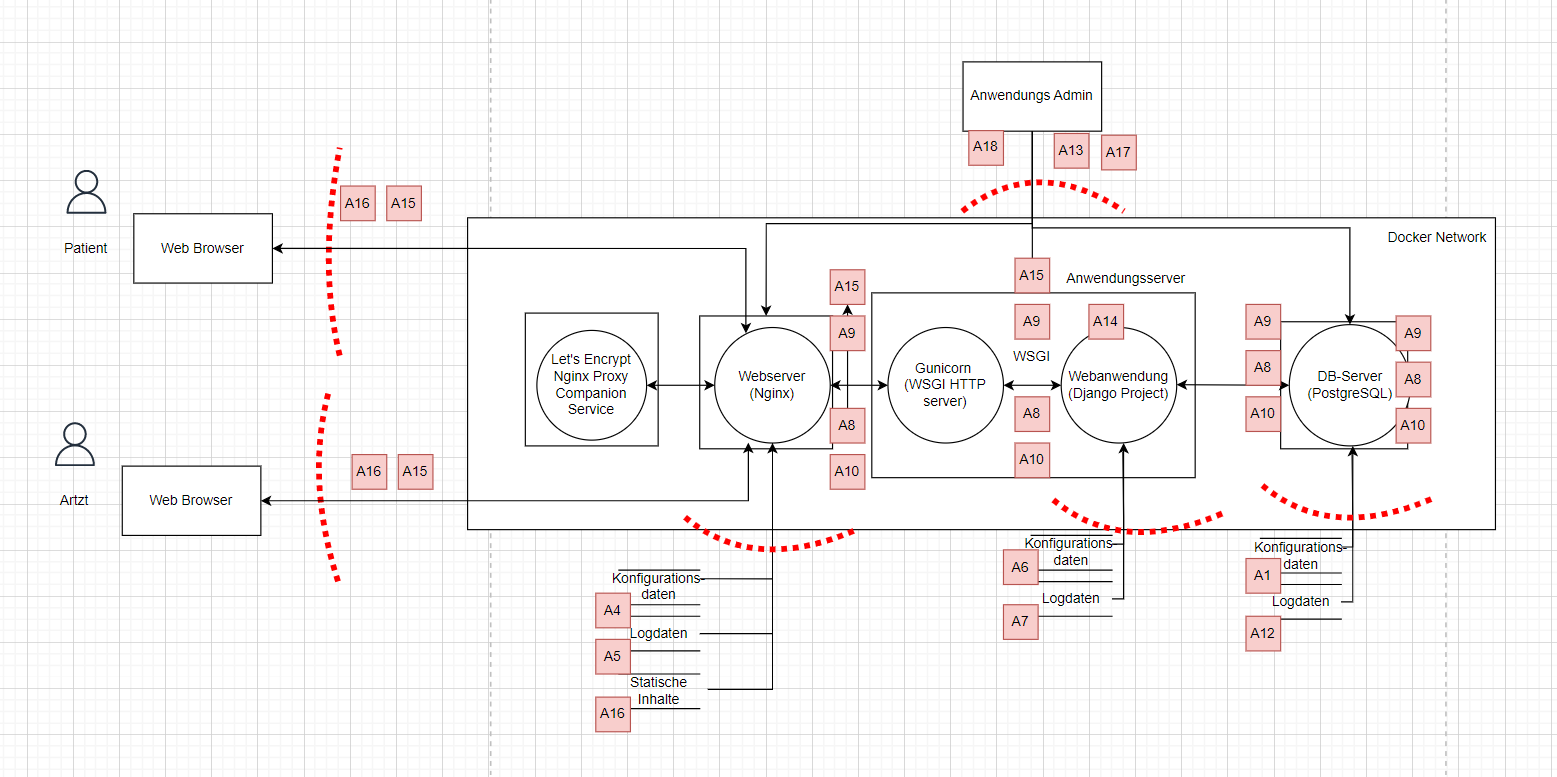 Anwendungs Admin
A18
A13
A17
A16
A15
Patient
Web Browser
Docker Network
A15
A15
Anwendungsserver
A9
A9
A14
A9
A9
WSGI
Let's Encrypt
Nginx Proxy
Companion
Service
Webserver
(Nginx)
Gunicorn
(WSGI HTTP
server)
Webanwendung
(Django Project)
A8
DB-Server
(PostgreSQL)
A8
A8
A8
A10
A10
A10
A10
A16
A15
Artzt
Web Browser
Konfigurations-
daten
A4
Logdaten
A5
Statische
Inhalte
A16
Konfigurations-
daten
A6
Logdaten
A7
Konfigurations-
daten
A1
Logdaten
A12